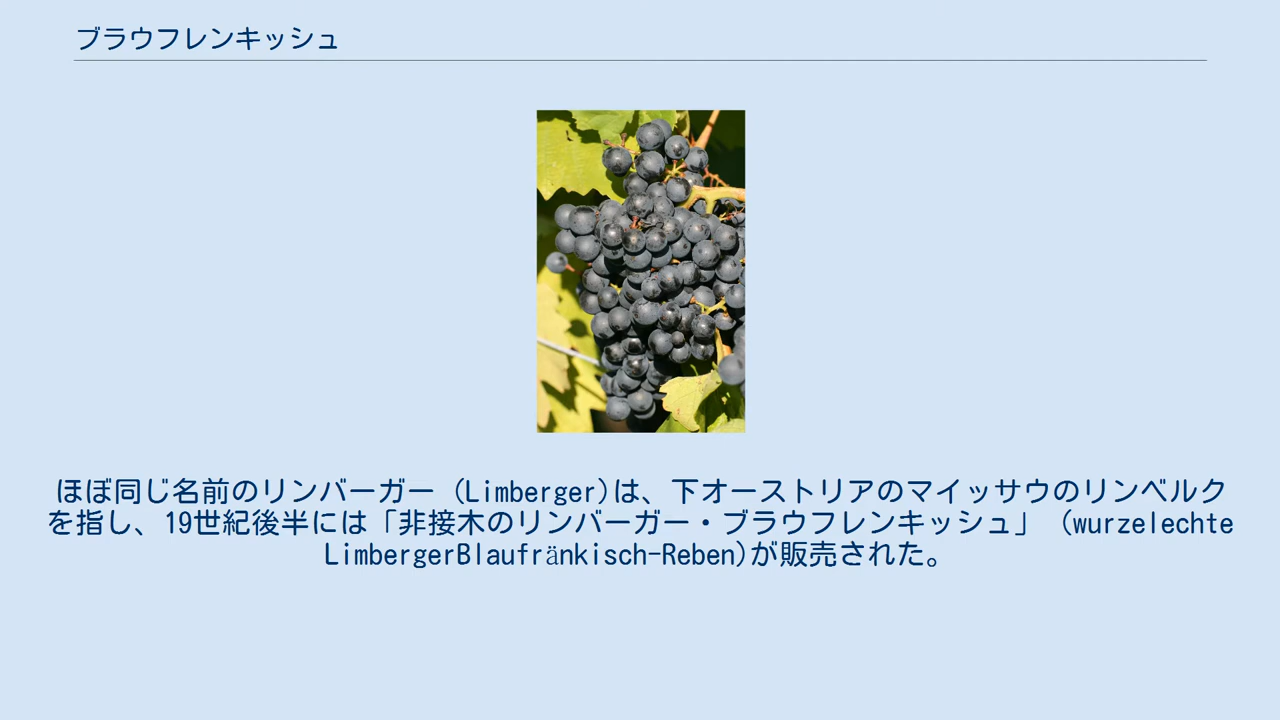 ブラウフレンキッシュ
ほぼ同じ名前のリンバーガー (Limberger)は、下オーストリアのマイッサウのリンベルク
を指し、19世紀後半には「非接木のリンバーガー・ブラウフレンキッシュ」 (wurzelechte
LimbergerBlaufränkisch-Reben)が販売された。